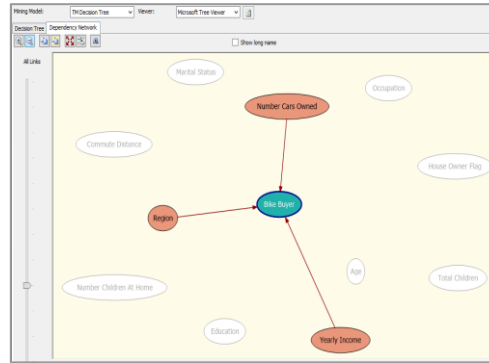 Mining Model: TM Decision Tree Viewer: Microsoft Tree Viewer
Decision Tree Dependency Network
Show long name
All Links
Marital Status
Occupation
Number Cars Owned
Commute Distance
House Owner Flag
Bike Buyer
Region
Age
Total Children
Number Children At Home
Education
Yearly Income